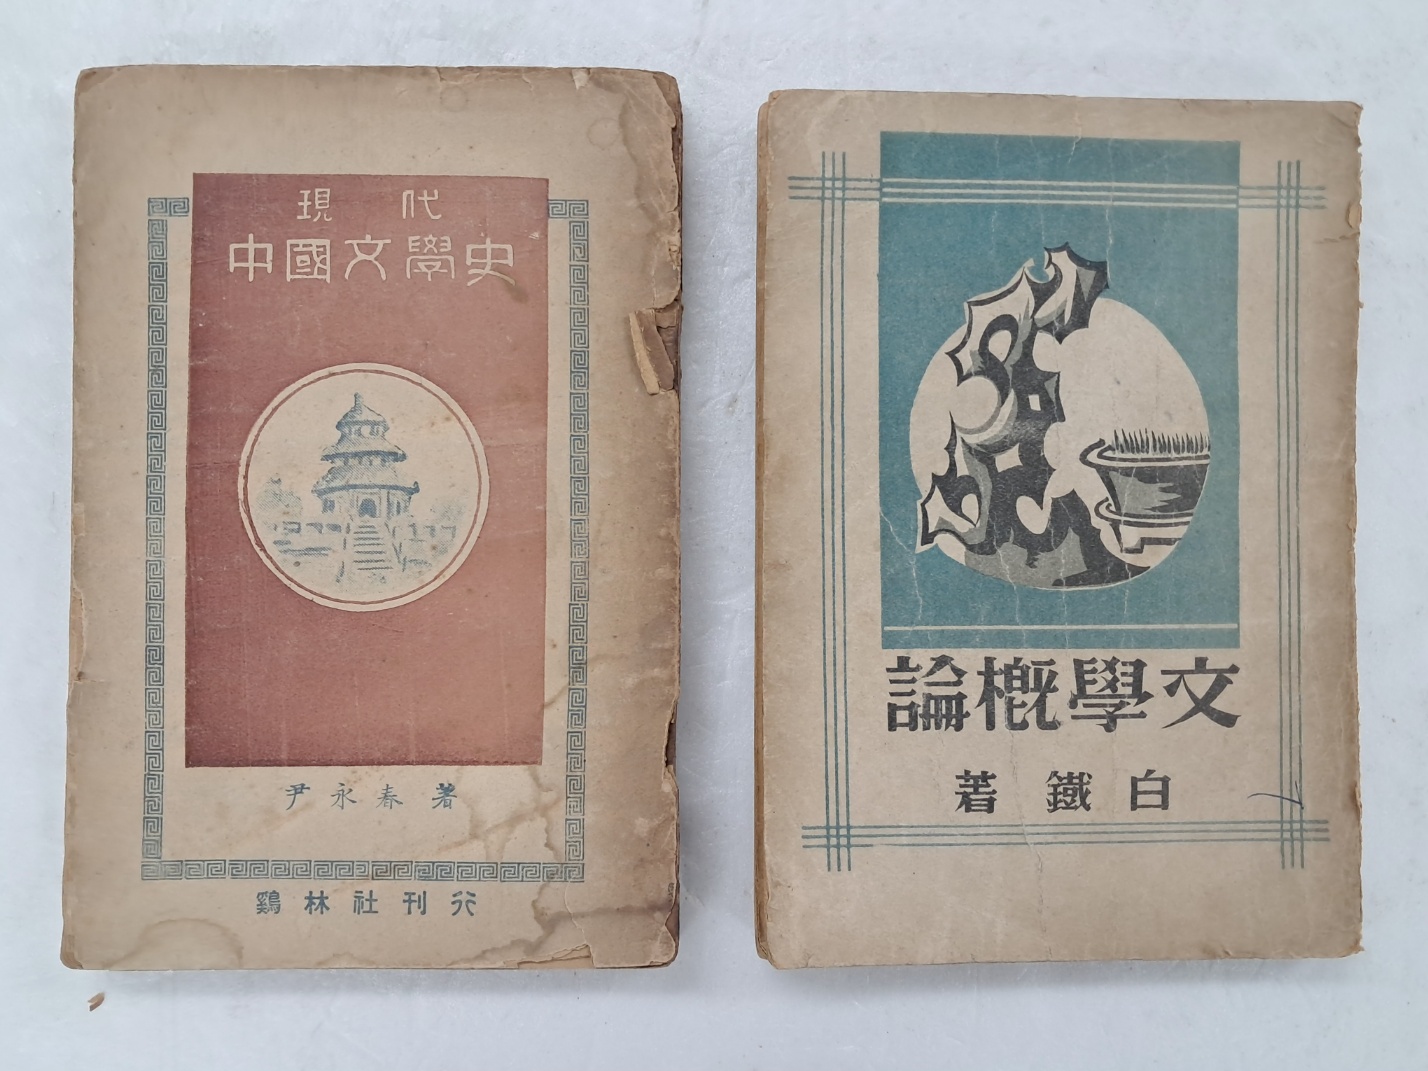 現代
中國文學史
尹永春著
鷄林社刊行
論槪學文
著鐵白